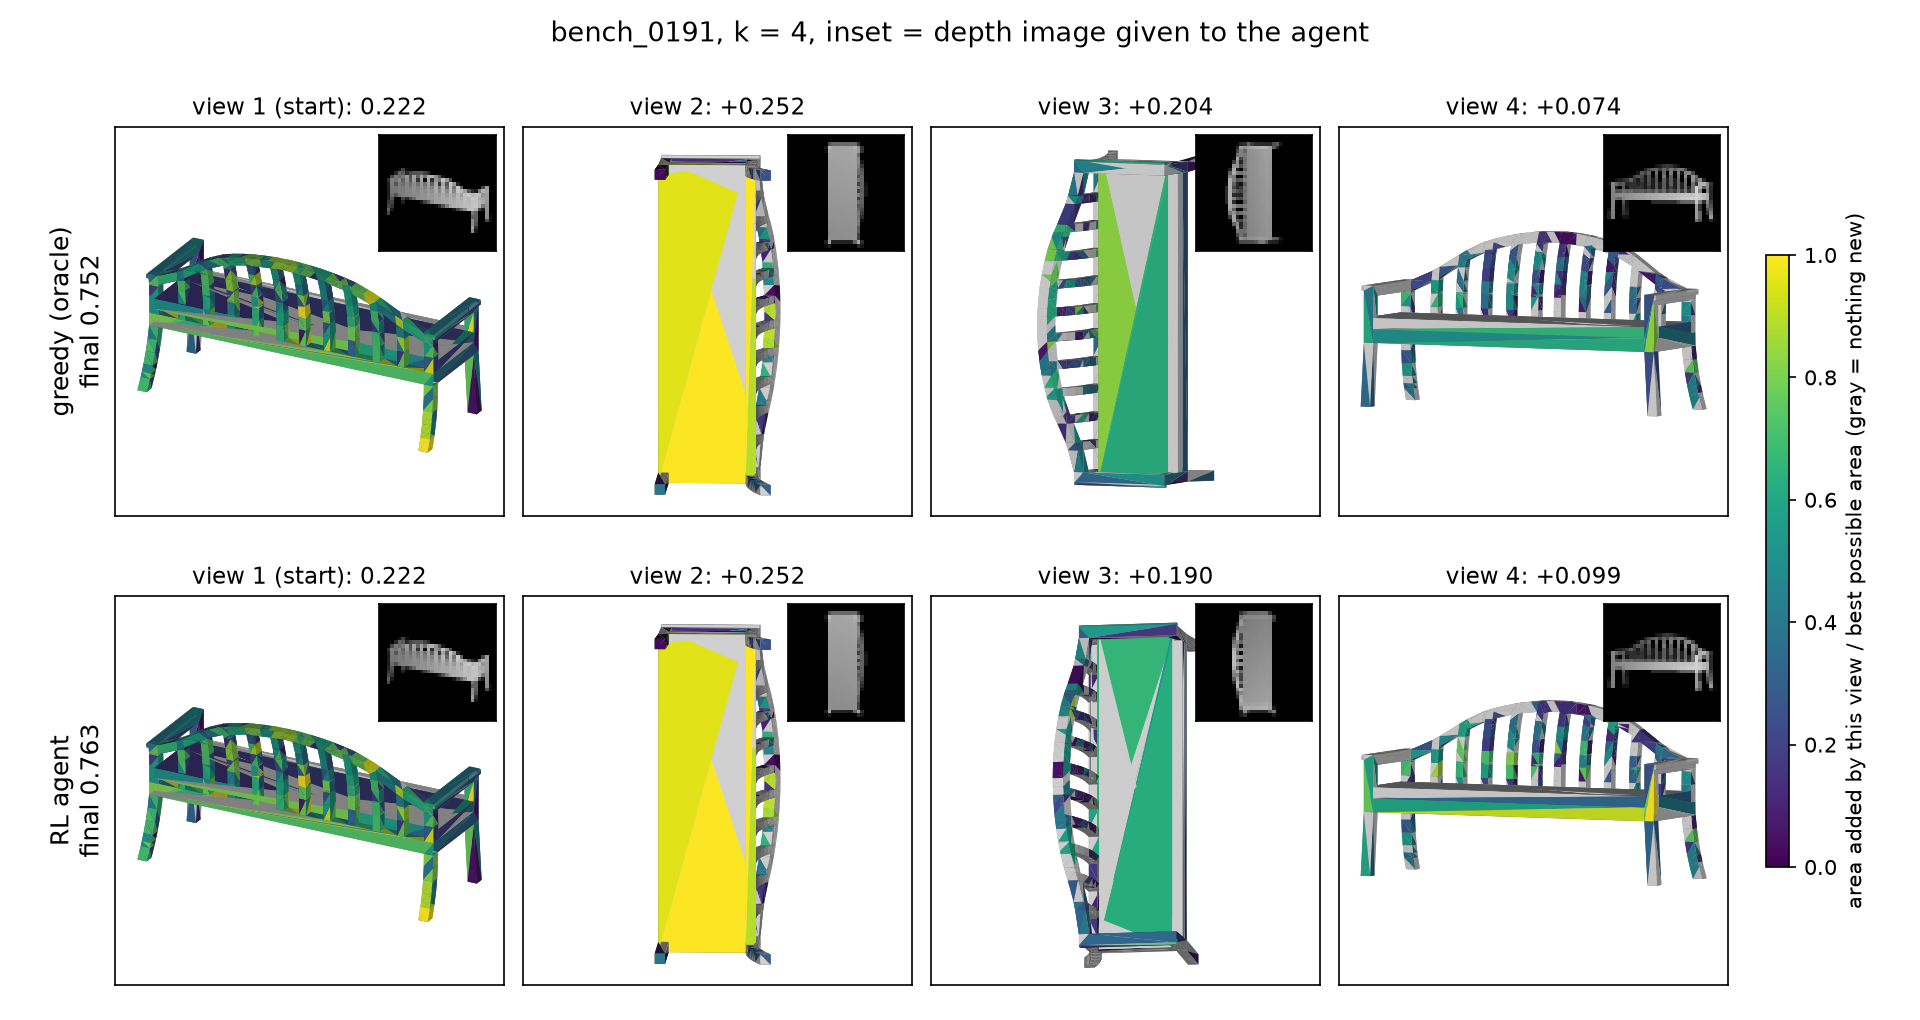 bench_0191, k = 4, inset = depth image given to the agent
view 1 (start): 0.222
view 2: +0.252
view 3: +0.204
view 4: +0.074
greedy (oracle)
final 0.752
view 1 (start): 0.222
view 2: +0.252
view 3: +0.190
view 4: +0.099
RL agent
final 0.763
1.0
0.8
0.6
0.4
0.2
0.0
area added by this view / best possible area (gray = nothing new)